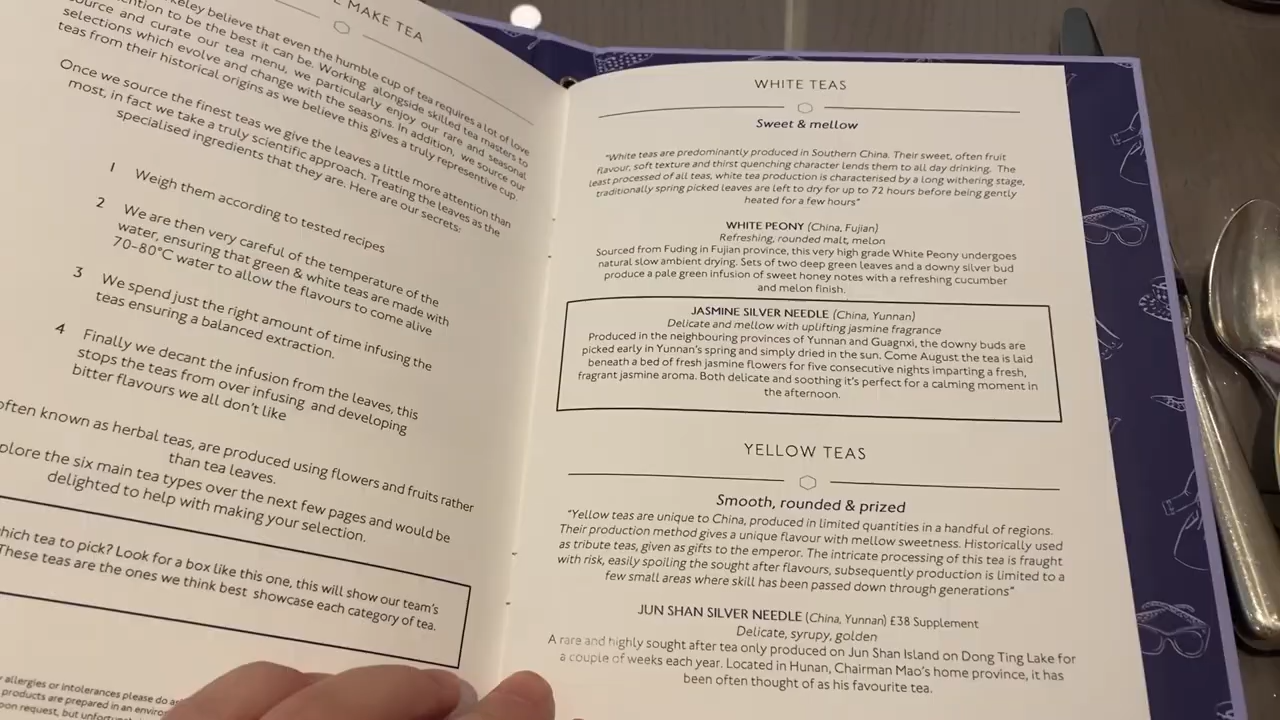 MAKE TEA
believe that even the humble cup of tea requires a lot of love
to be the best it can be. Working alongside skilled tea masters to
source and curate our tea menu, we particularly enjoy our rare and seasonal
selections which evolve and change with the seasons. In addition, we source our
teas from their historical origins as we believe this gives a truly representive cup.
Once we source the finest teas we give the leaves a little more attention than
most, in fact we take a truly scientific approach. Treating the leaves as the
specialised ingredients that they are. Here are our secrets:
1 Weigh them according to tested recipes
2 We are then very careful of the temperature of the
water, ensuring that green & white teas are made with
70-80°C water to allow the flavours to come alive
3 We spend just the right amount of time infusing the
teas ensuring a balanced extraction.
4 Finally we decant the infusion from the leaves, this
stops the teas from over infusing and developing
bitter flavours we all don't like
often known as herbal teas, are produced using flowers and fruits rather
than tea leaves.
the six main tea types over the next few pages and would be
delighted to help with making your selection.
which tea to pick? Look for a box like this one, this will show our team's
These teas are the ones we think best showcase each category of tea.
allergies or intolerances please do
products are prepared in an
request, but
WHITE TEAS
Sweet & mellow
"White teas are predominantly produced in Southern China. Their sweet, often fruit
flavour, soft texture and thirst quenching character lends them to all day drinking. The
least processed of all teas, white tea production is characterised by a long withering stage,
traditionally spring picked leaves are left to dry for up to 72 hours before being gently
heated for a few hours"
WHITE PEONY (China, Fujian)
Refreshing, rounded malt, melon
Sourced from Fuding in Fujian province, this very high grade White Peony undergoes
natural slow ambient drying. Sets of two deep green leaves and a downy silver bud
produce a pale green infusion of sweet honey notes with a refreshing cucumber
and melon finish.
JASMINE SILVER NEEDLE (China, Yunnan)
Delicate and mellow with uplifting jasmine fragrance
Produced in the neighbouring provinces of Yunnan and Guagnxi, the downy buds are
picked early in Yunnan's spring and simply dried in the sun. Come August the tea is laid
beneath a bed of fresh jasmine flowers for five consecutive nights imparting a fresh,
fragrant jasmine aroma. Both delicate and soothing it's perfect for a calming moment in
the afternoon.
YELLOW TEAS
Smooth, rounded & prized
"Yellow teas are unique to China, produced in limited quantities in a handful of regions.
Their production method gives a unique flavour with mellow sweetness. Historically used
as tribute teas, given as gifts to the emperor. The intricate processing of this tea is fraught
with risk, easily spoiling the sought after flavours, subsequently production is limited to a
few small areas where skill has been passed down through generations"
JUN SHAN SILVER NEEDLE (China, Yunnan) £38 Supplement
Delicate, syrupy, golden
A rare and highly sought after tea only produced on Jun Shan Island on Dong Ting Lake for
a couple of weeks each year. Located in Hunan, Chairman Mao's home province, it has
been often thought of as his favourite tea.